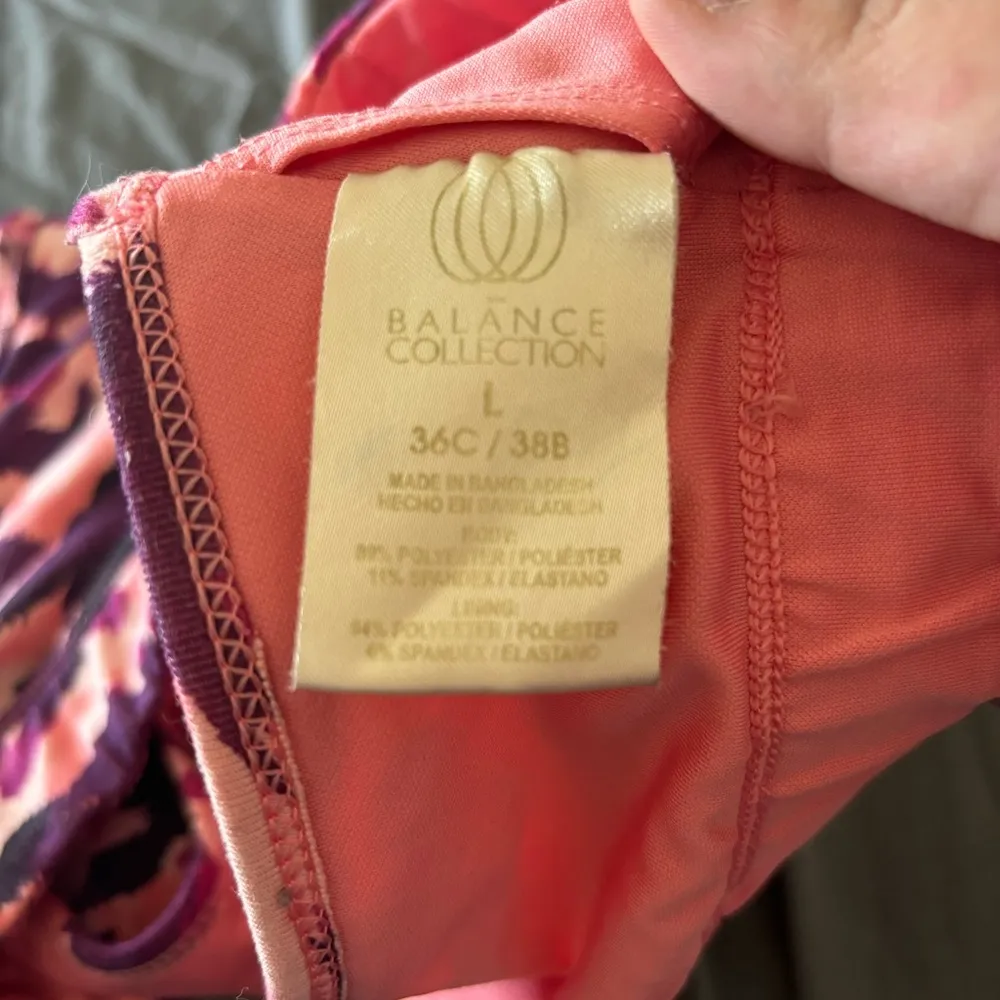 BALANCE
COLLECTION
L
36C / 38B
MADE IN BANGLADESH
HECHO EN BANGLADESH
BODY:
89% POLYESTER / POLIÉSTER
11% SPANDEX / ELASTANO
LINING:
94% POLYESTER / POLIÉSTER
6% SPANDEX / ELASTANO